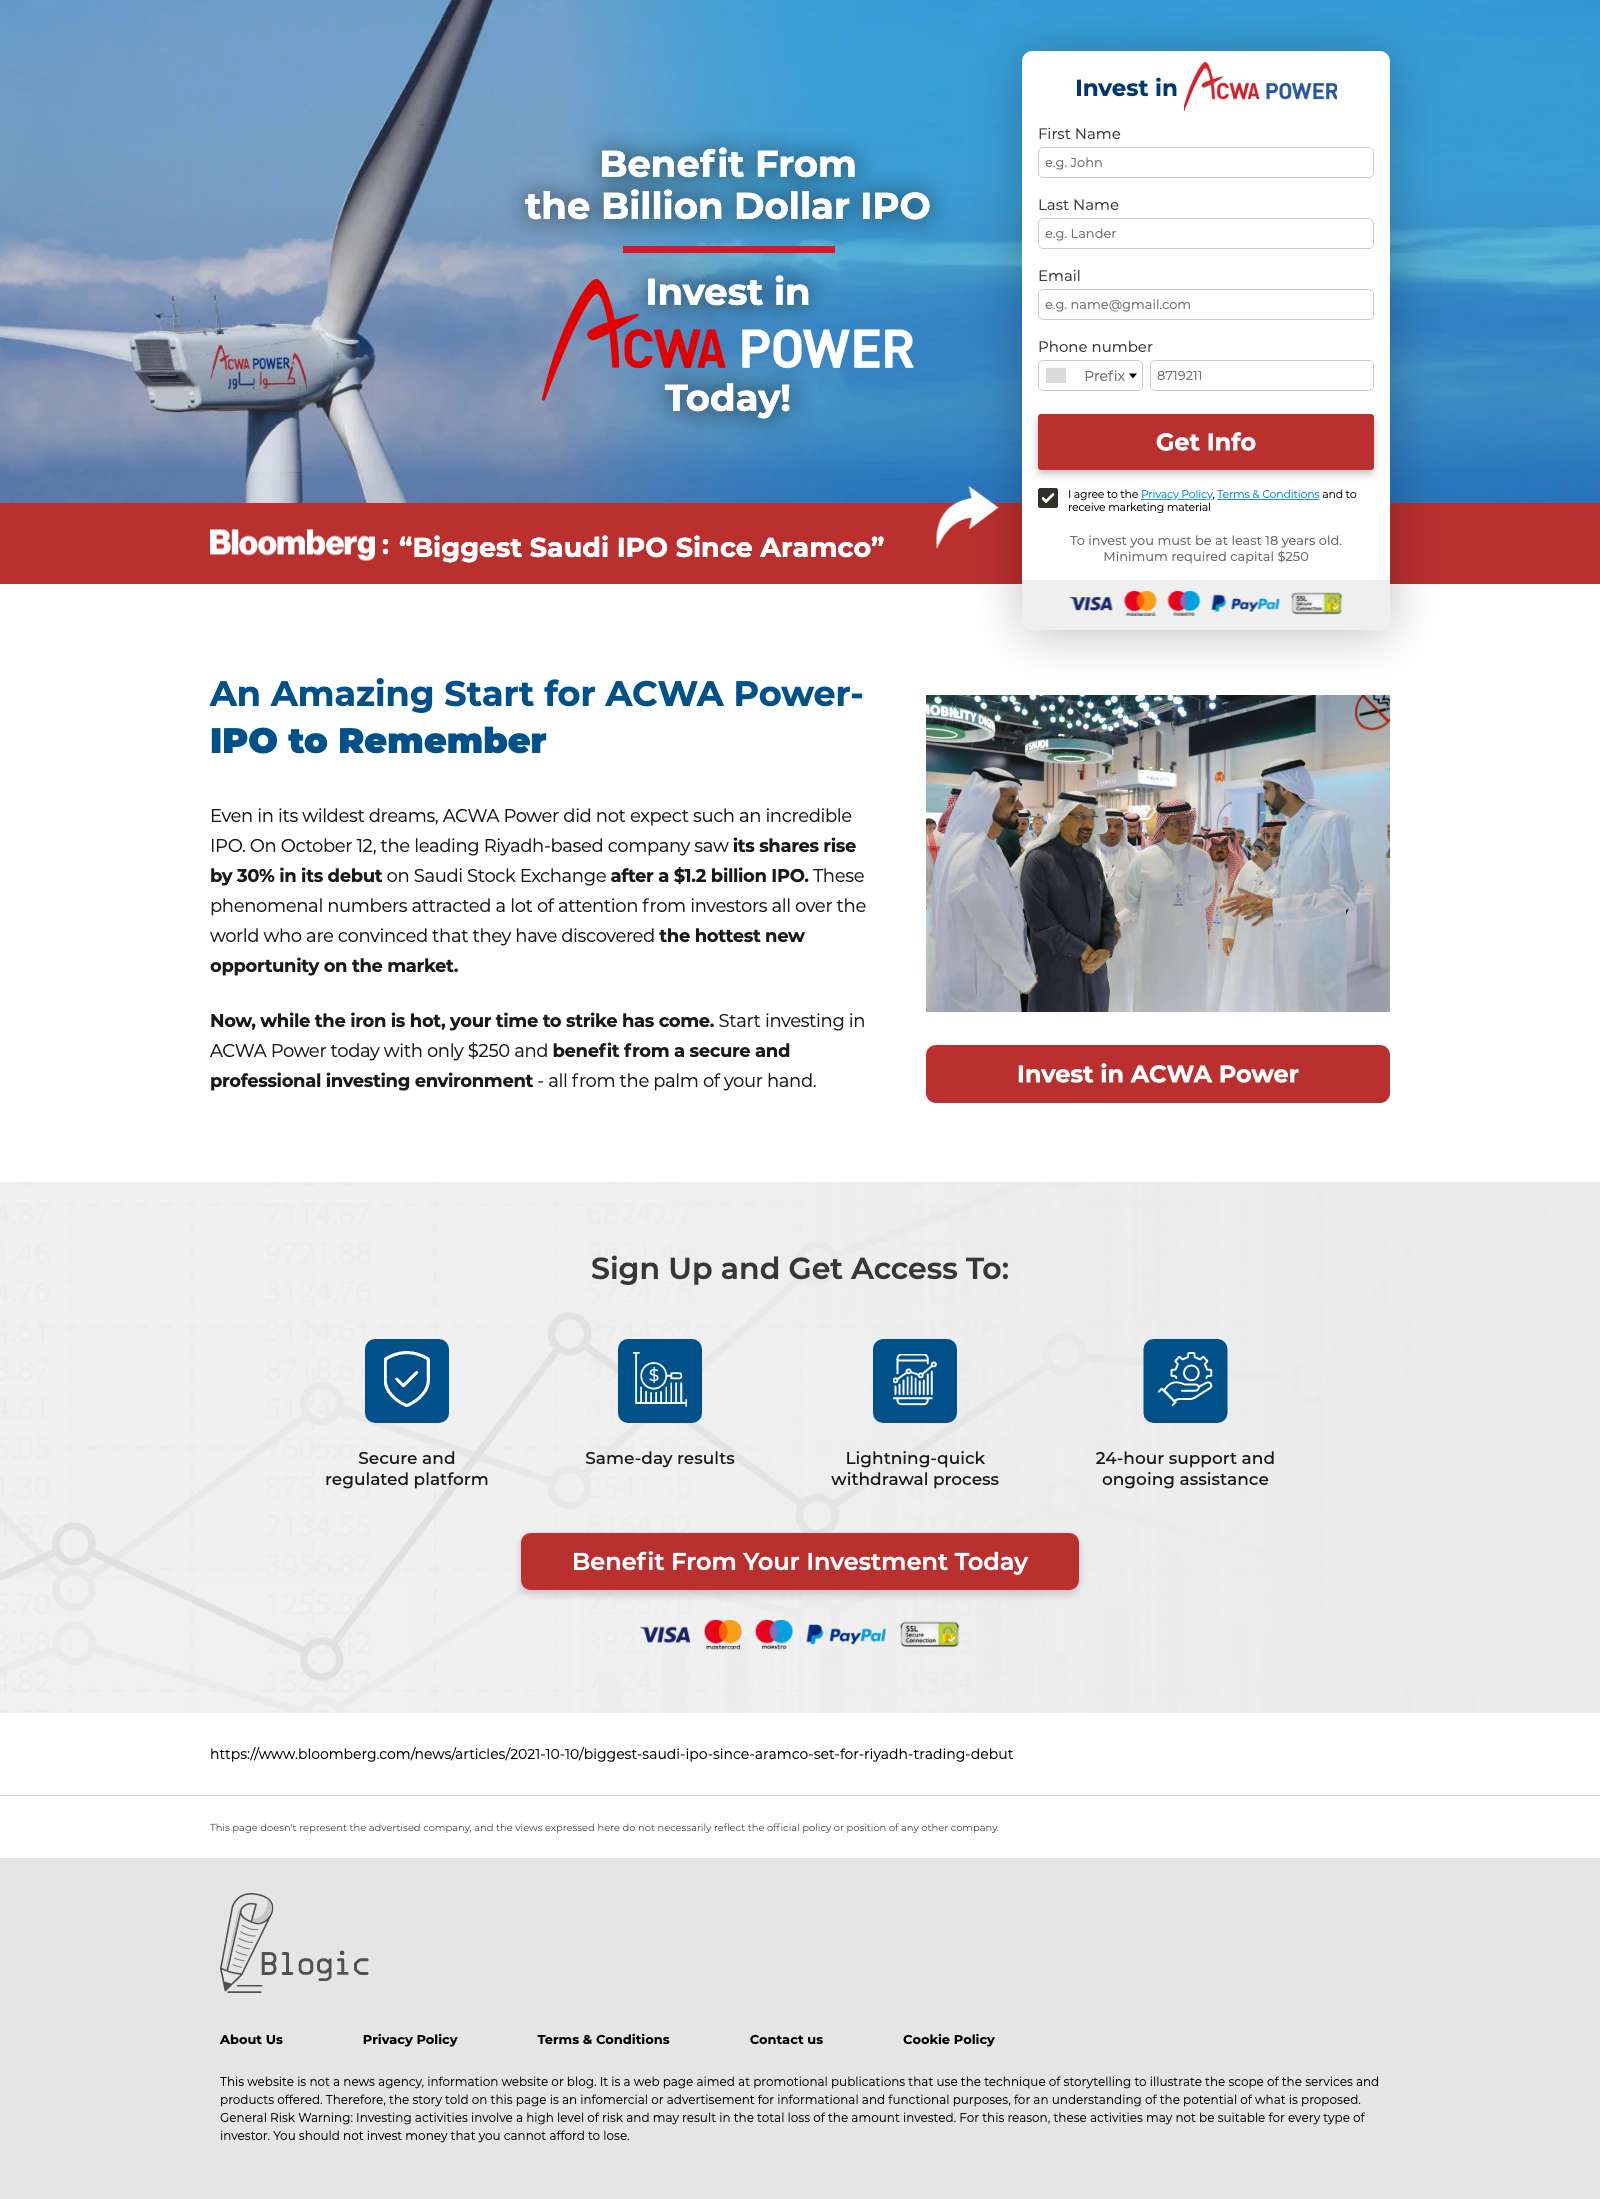 Benefit From
the Billion Dollar IPO
Invest in
ACWA POWER
Today!
ACWA POWER
أكوا باور
Invest in ACWA POWER
First Name
e.g. John
Last Name
e.g. Lander
Email
e.g. name@gmail.com
Phone number
Prefix
8719211
Get Info
I agree to the Privacy Policy, Terms & Conditions and to
receive marketing material
To invest you must be at least 18 years old.
Minimum required capital $250
VISA mastercard maestro PayPal SSL Secure Connection
Bloomberg: “Biggest Saudi IPO Since Aramco”
An Amazing Start for ACWA Power-
IPO to Remember
Even in its wildest dreams, ACWA Power did not expect such an incredible
IPO. On October 12, the leading Riyadh-based company saw its shares rise
by 30% in its debut on Saudi Stock Exchange after a $1.2 billion IPO. These
phenomenal numbers attracted a lot of attention from investors all over the
world who are convinced that they have discovered the hottest new
opportunity on the market.
Now, while the iron is hot, your time to strike has come. Start investing in
ACWA Power today with only $250 and benefit from a secure and
professional investing environment - all from the palm of your hand.
Invest in ACWA Power
Sign Up and Get Access To:
Secure and
regulated platform
Same-day results
Lightning-quick
withdrawal process
24-hour support and
ongoing assistance
Benefit From Your Investment Today
VISA mastercard maestro PayPal SSL Secure Connection
https://www.bloomberg.com/news/articles/2021-10-10/biggest-saudi-ipo-since-aramco-set-for-riyadh-trading-debut
This page doesn't represent the advertised company, and the views expressed here do not necessarily reflect the official policy or position of any other company.
Blogic
About Us
Privacy Policy
Terms & Conditions
Contact us
Cookie Policy
This website is not a news agency, information website or blog. It is a web page aimed at promotional publications that use the technique of storytelling to illustrate the scope of the services and
products offered. Therefore, the story told on this page is an infomercial or advertisement for informational and functional purposes, for an understanding of the potential of what is proposed.
General Risk Warning: Investing activities involve a high level of risk and may result in the total loss of the amount invested. For this reason, these activities may not be suitable for every type of
investor. You should not invest money that you cannot afford to lose.